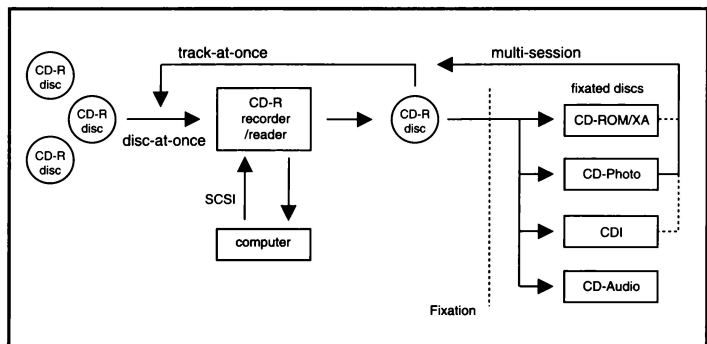 track-at-once
multi-session
CD-R
disc
CD-R
disc
CD-R
disc
disc-at-once
CD-R
recorder
/reader
CD-R
disc
fixated discs
CD-ROM/XA
CD-Photo
CDI
CD-Audio
SCSI
computer
Fixation